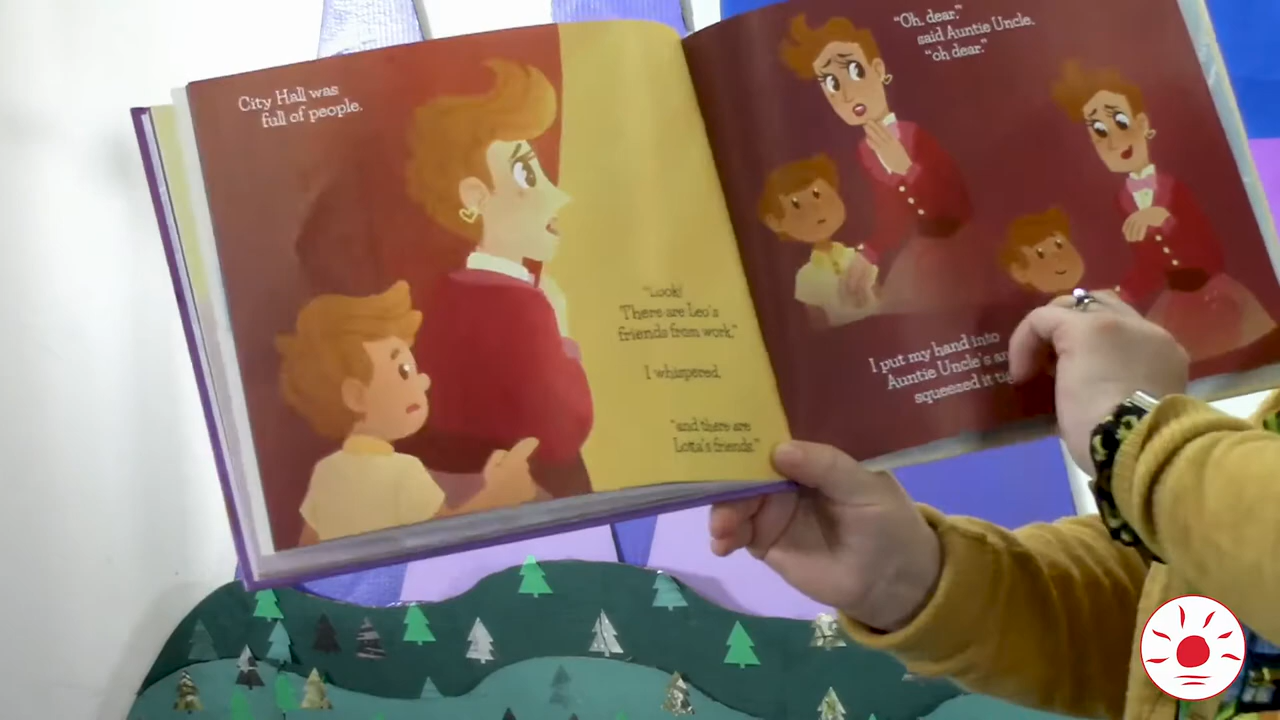 City Hall was
full of people.
"Look!
There are Leo's
friends from work,"
I whispered,
"and there are
Lotta's friends."
"Oh, dear,"
said Auntie Uncle,
"oh dear."
I put my hand into
Auntie Uncle's
squeezed it